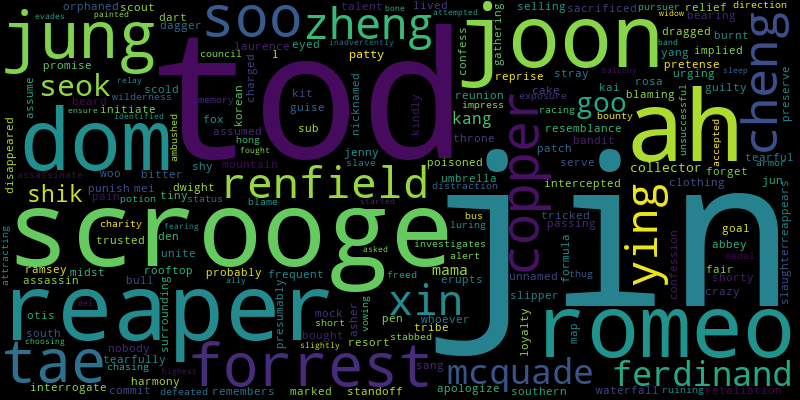 orphaned scout dart talent bone lived attempted selling sacrificed pursuer relief direction
evades painted dagger laurence eyed inadvertently widow band bearing
jung soo zheng joon cheng
council l patty confess gathering dragged burnt
promise scold charged reprise cake yang implied pretense
seok relay memory kit reunion stray kai rosa urging guilty
assume beard wilderness korean guise nicknamed kindly impress exposure balcony sleep preserve
dom tod goo ah
ensure initiate identified fox assumed sub kang racing bounty blaming unsuccessful accepted
disappeared ambushed hong fought throne resemblance bandit collector tearful
assassinate woo bitter shy mountain jenny slave poisoned patch serve forget armor
shik punish mei pain dwight renfield umbrella distraction intercepted clothing jun
potion tiny status blame started copper ying
scrooge jin
charity fearing bus tricked passing goal
trusted den asked luring investigates alert formula confession abbey medal
attracting ramsey midst unite probably frequent freed mama unnamed thug fair shorty slaughter reappears
assassin rooftop bull ally erupts slipper crazy
reaper xin romeo
otis del surrounding presumably mock short asher vowing pen whoever
south choosing nobody slightly bought resort stabbed tribe loyalty map
tae tearfully chasing forrest sang mcquade ferdinand
interrogate harmony highest
commit defeated remembers marked standoff apologize southern waterfall ruining retaliation